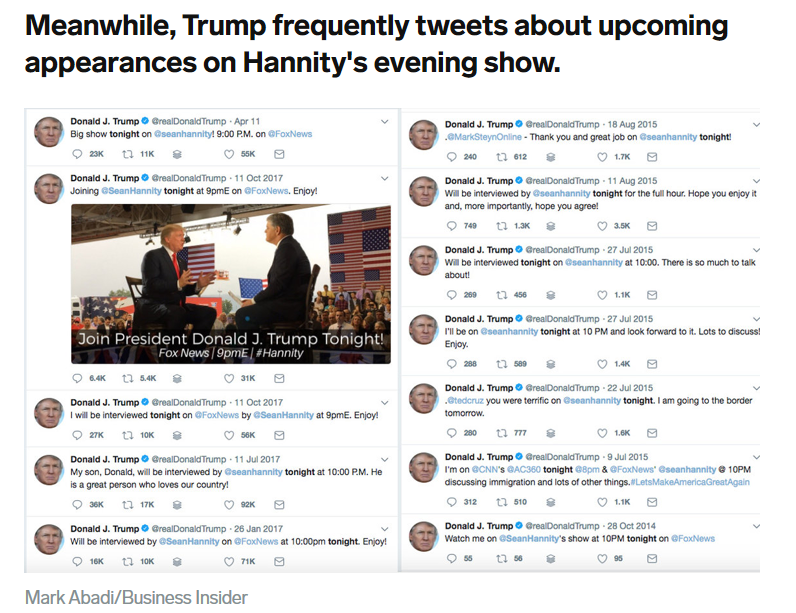 Meanwhile, Trump frequently tweets about upcoming
appearances on Hannity's evening show.
Donald J. Trump @realDonaldTrump · Apr 11
Big show tonight on @seanhannity! 9:00 P.M. on @FoxNews
23K 11K 55K
Donald J. Trump @realDonaldTrump · 11 Oct 2017
Joining @SeanHannity tonight at 9pmE on @FoxNews. Enjoy!
Join President Donald J. Trump Tonight!
Fox News | 9pmE | #Hannity
6.4K 5.4K 31K
Donald J. Trump @realDonaldTrump · 11 Oct 2017
I will be interviewed tonight on @FoxNews by @SeanHannity at 9pmE. Enjoy!
27K 10K 56K
Donald J. Trump @realDonaldTrump · 11 Jul 2017
My son, Donald, will be interviewed by @seanhannity tonight at 10:00 P.M. He
is a great person who loves our country!
36K 17K 92K
Donald J. Trump @realDonaldTrump · 26 Jan 2017
Will be interviewed by @SeanHannity on @FoxNews at 10:00pm tonight. Enjoy!
16K 10K 71K
Donald J. Trump @realDonaldTrump · 18 Aug 2015
.@MarkSteynOnline - Thank you and great job on @seanhannity tonight!
240 612 1.7K
Donald J. Trump @realDonaldTrump · 11 Aug 2015
Will be interviewed by @seanhannity tonight for the full hour. Hope you enjoy it
and, more importantly, hope you agree!
749 1.3K 3.5K
Donald J. Trump @realDonaldTrump · 27 Jul 2015
Will be interviewed tonight on @seanhannity at 10:00. There is so much to talk
about!
269 456 1.1K
Donald J. Trump @realDonaldTrump · 27 Jul 2015
I'll be on @seanhannity tonight at 10 PM and look forward to it. Lots to discuss!
Enjoy.
288 589 1.4K
Donald J. Trump @realDonaldTrump · 22 Jul 2015
.@tedcruz you were terrific on @seanhannity tonight. I am going to the border
tomorrow.
280 777 1.6K
Donald J. Trump @realDonaldTrump · 9 Jul 2015
I'm on @CNN's @AC360 tonight @8pm & @FoxNews' @seanhannity @ 10PM
discussing immigration and lots of other things.#LetsMakeAmericaGreatAgain
312 510 1.1K
Donald J. Trump @realDonaldTrump · 28 Oct 2014
Watch me on @SeanHannity's show at 10PM tonight on @FoxNews
55 56 95
Mark Abadi/Business Insider